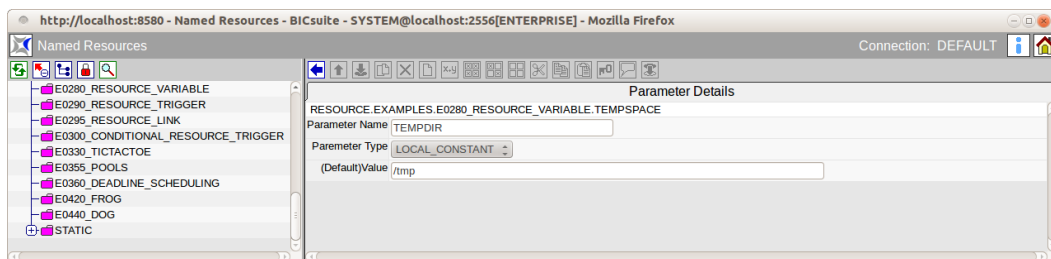 http://localhost:8580 - Named Resources - BICsuite - SYSTEM@localhost:2556[ENTERPRISE] - Mozilla Firefox
Named Resources
Connection: DEFAULT
E0280_RESOURCE_VARIABLE
E0290_RESOURCE_TRIGGER
E0295_RESOURCE_LINK
E0300_CONDITIONAL_RESOURCE_TRIGGER
E0330_TICTACTOE
E0355_POOLS
E0360_DEADLINE_SCHEDULING
E0420_FROG
E0440_DOG
STATIC
x-y
Parameter Details
RESOURCE.EXAMPLES.E0280_RESOURCE_VARIABLE.TEMPSPACE
Parameter Name TEMPDIR
Paremeter Type LOCAL_CONSTANT
(Default)Value /tmp